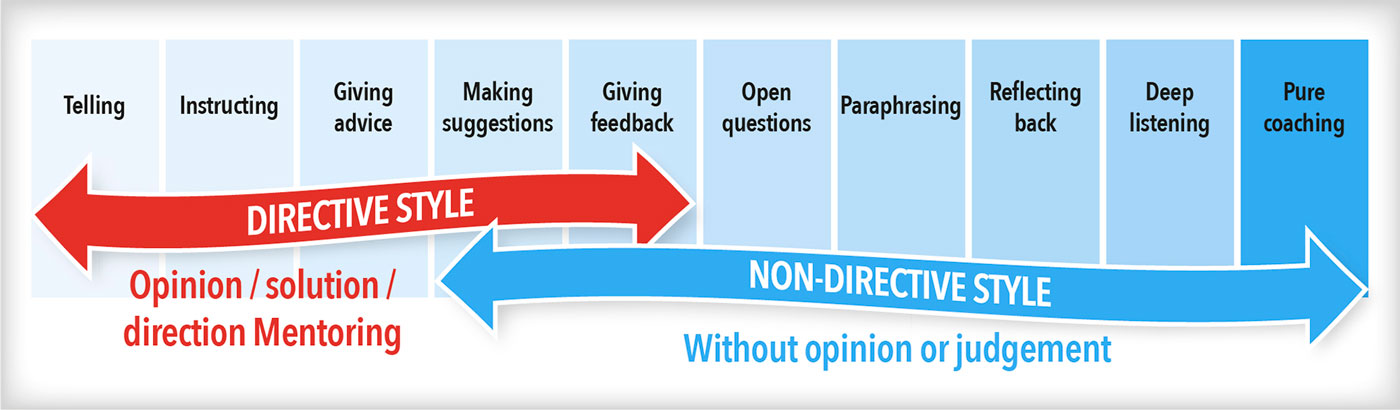 Telling
Instructing
Giving
advice
Making
suggestions
Giving
feedback
Open
questions
Paraphrasing
Reflecting
back
Deep
listening
Pure
coaching
DIRECTIVE STYLE
Opinion / solution /
direction Mentoring
NON-DIRECTIVE STYLE
Without opinion or judgement